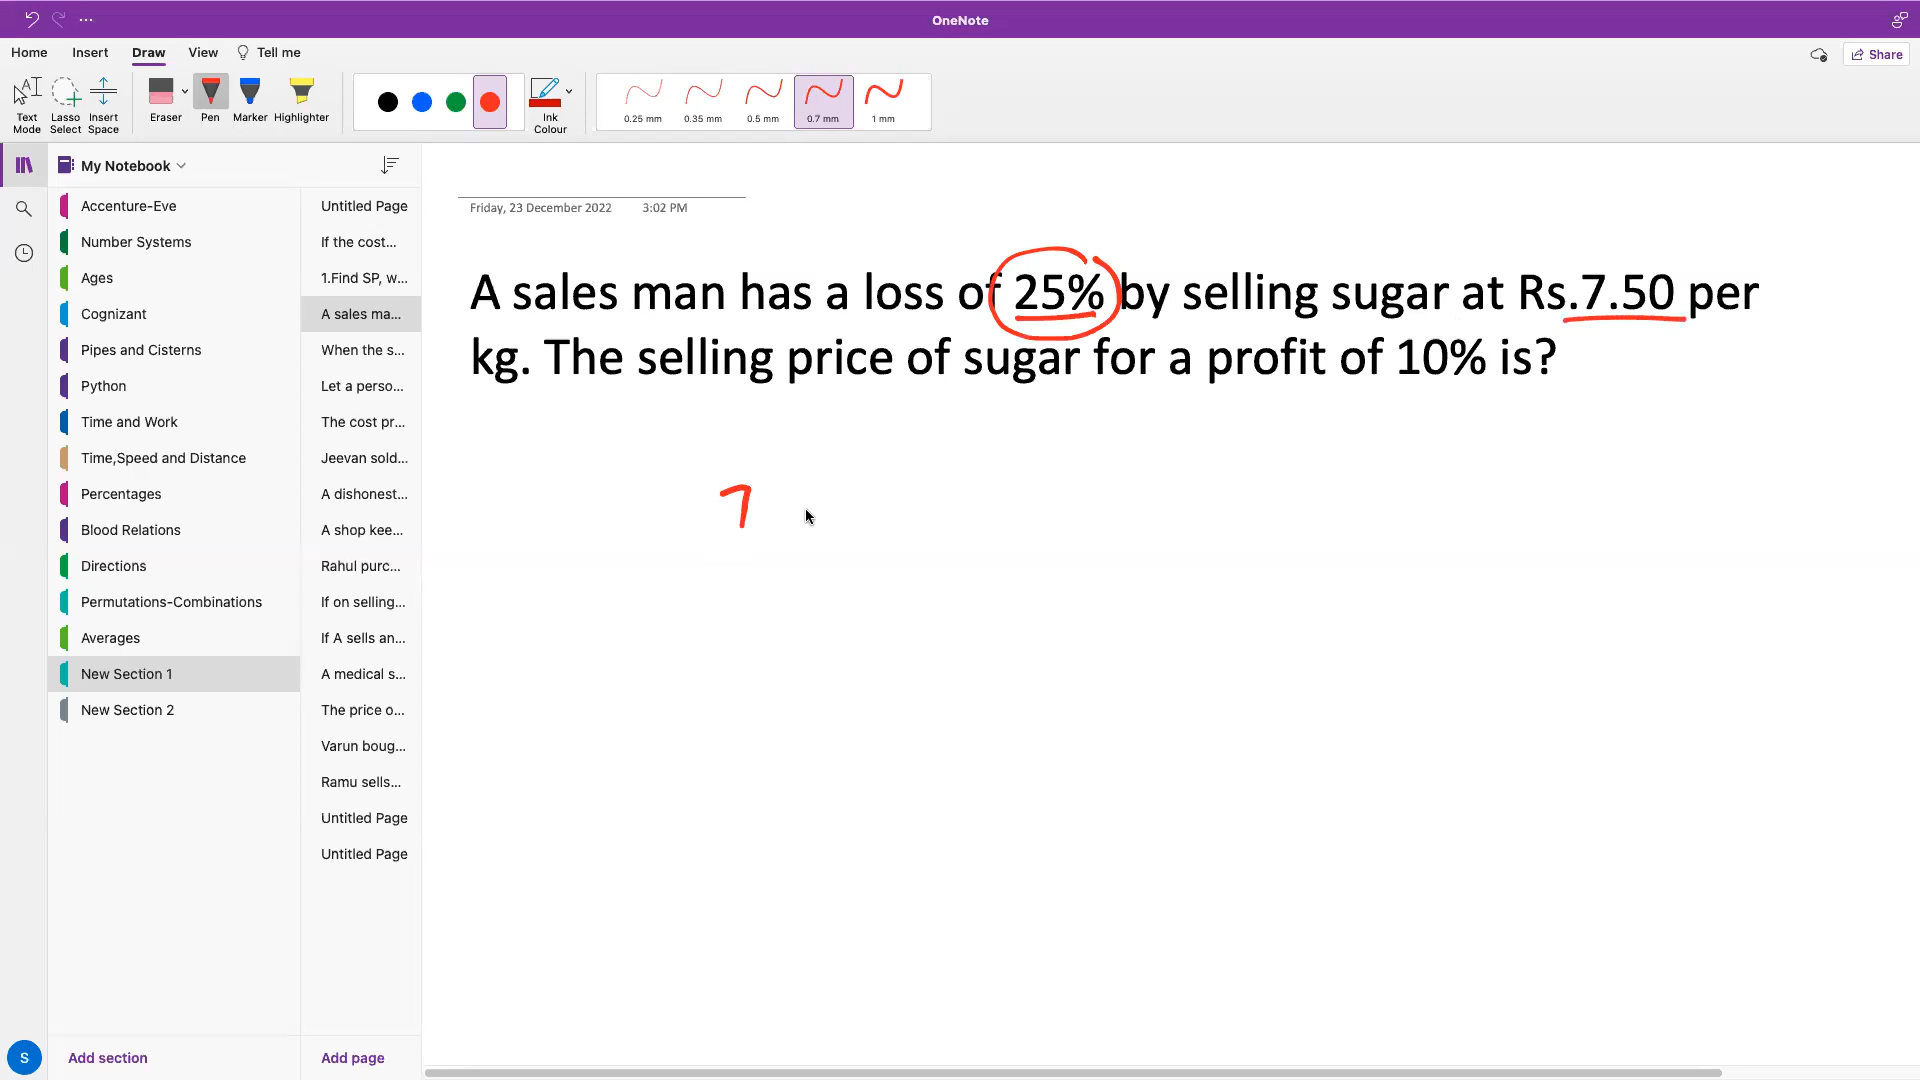 OneNote
Home Insert Draw View Tell me Share
Text Mode Lasso Select Insert Space Eraser Pen Marker Highlighter Ink Colour 0.25 mm 0.35 mm 0.5 mm 0.7 mm 1 mm
My Notebook
Accenture-Eve
Number Systems
Ages
Cognizant
Pipes and Cisterns
Python
Time and Work
Time,Speed and Distance
Percentages
Blood Relations
Directions
Permutations-Combinations
Averages
New Section 1
New Section 2
Add section
Untitled Page
If the cost...
1.Find SP, w...
A sales ma...
When the s...
Let a perso...
The cost pr...
Jeevan sold...
A dishonest...
A shop kee...
Rahul purc...
If on selling...
If A sells an...
A medical s...
The price o...
Varun boug...
Ramu sells...
Untitled Page
Untitled Page
Add page
Friday, 23 December 2022 3:02 PM
A sales man has a loss of 25% by selling sugar at Rs.7.50 per
kg. The selling price of sugar for a profit of 10% is?
7
S